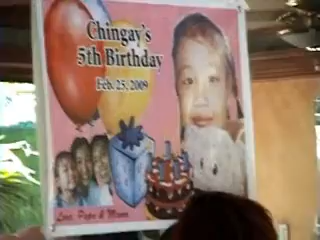 Chingay's
5th Birthday
Feb. 25, 2009
Love, Papa & Mama